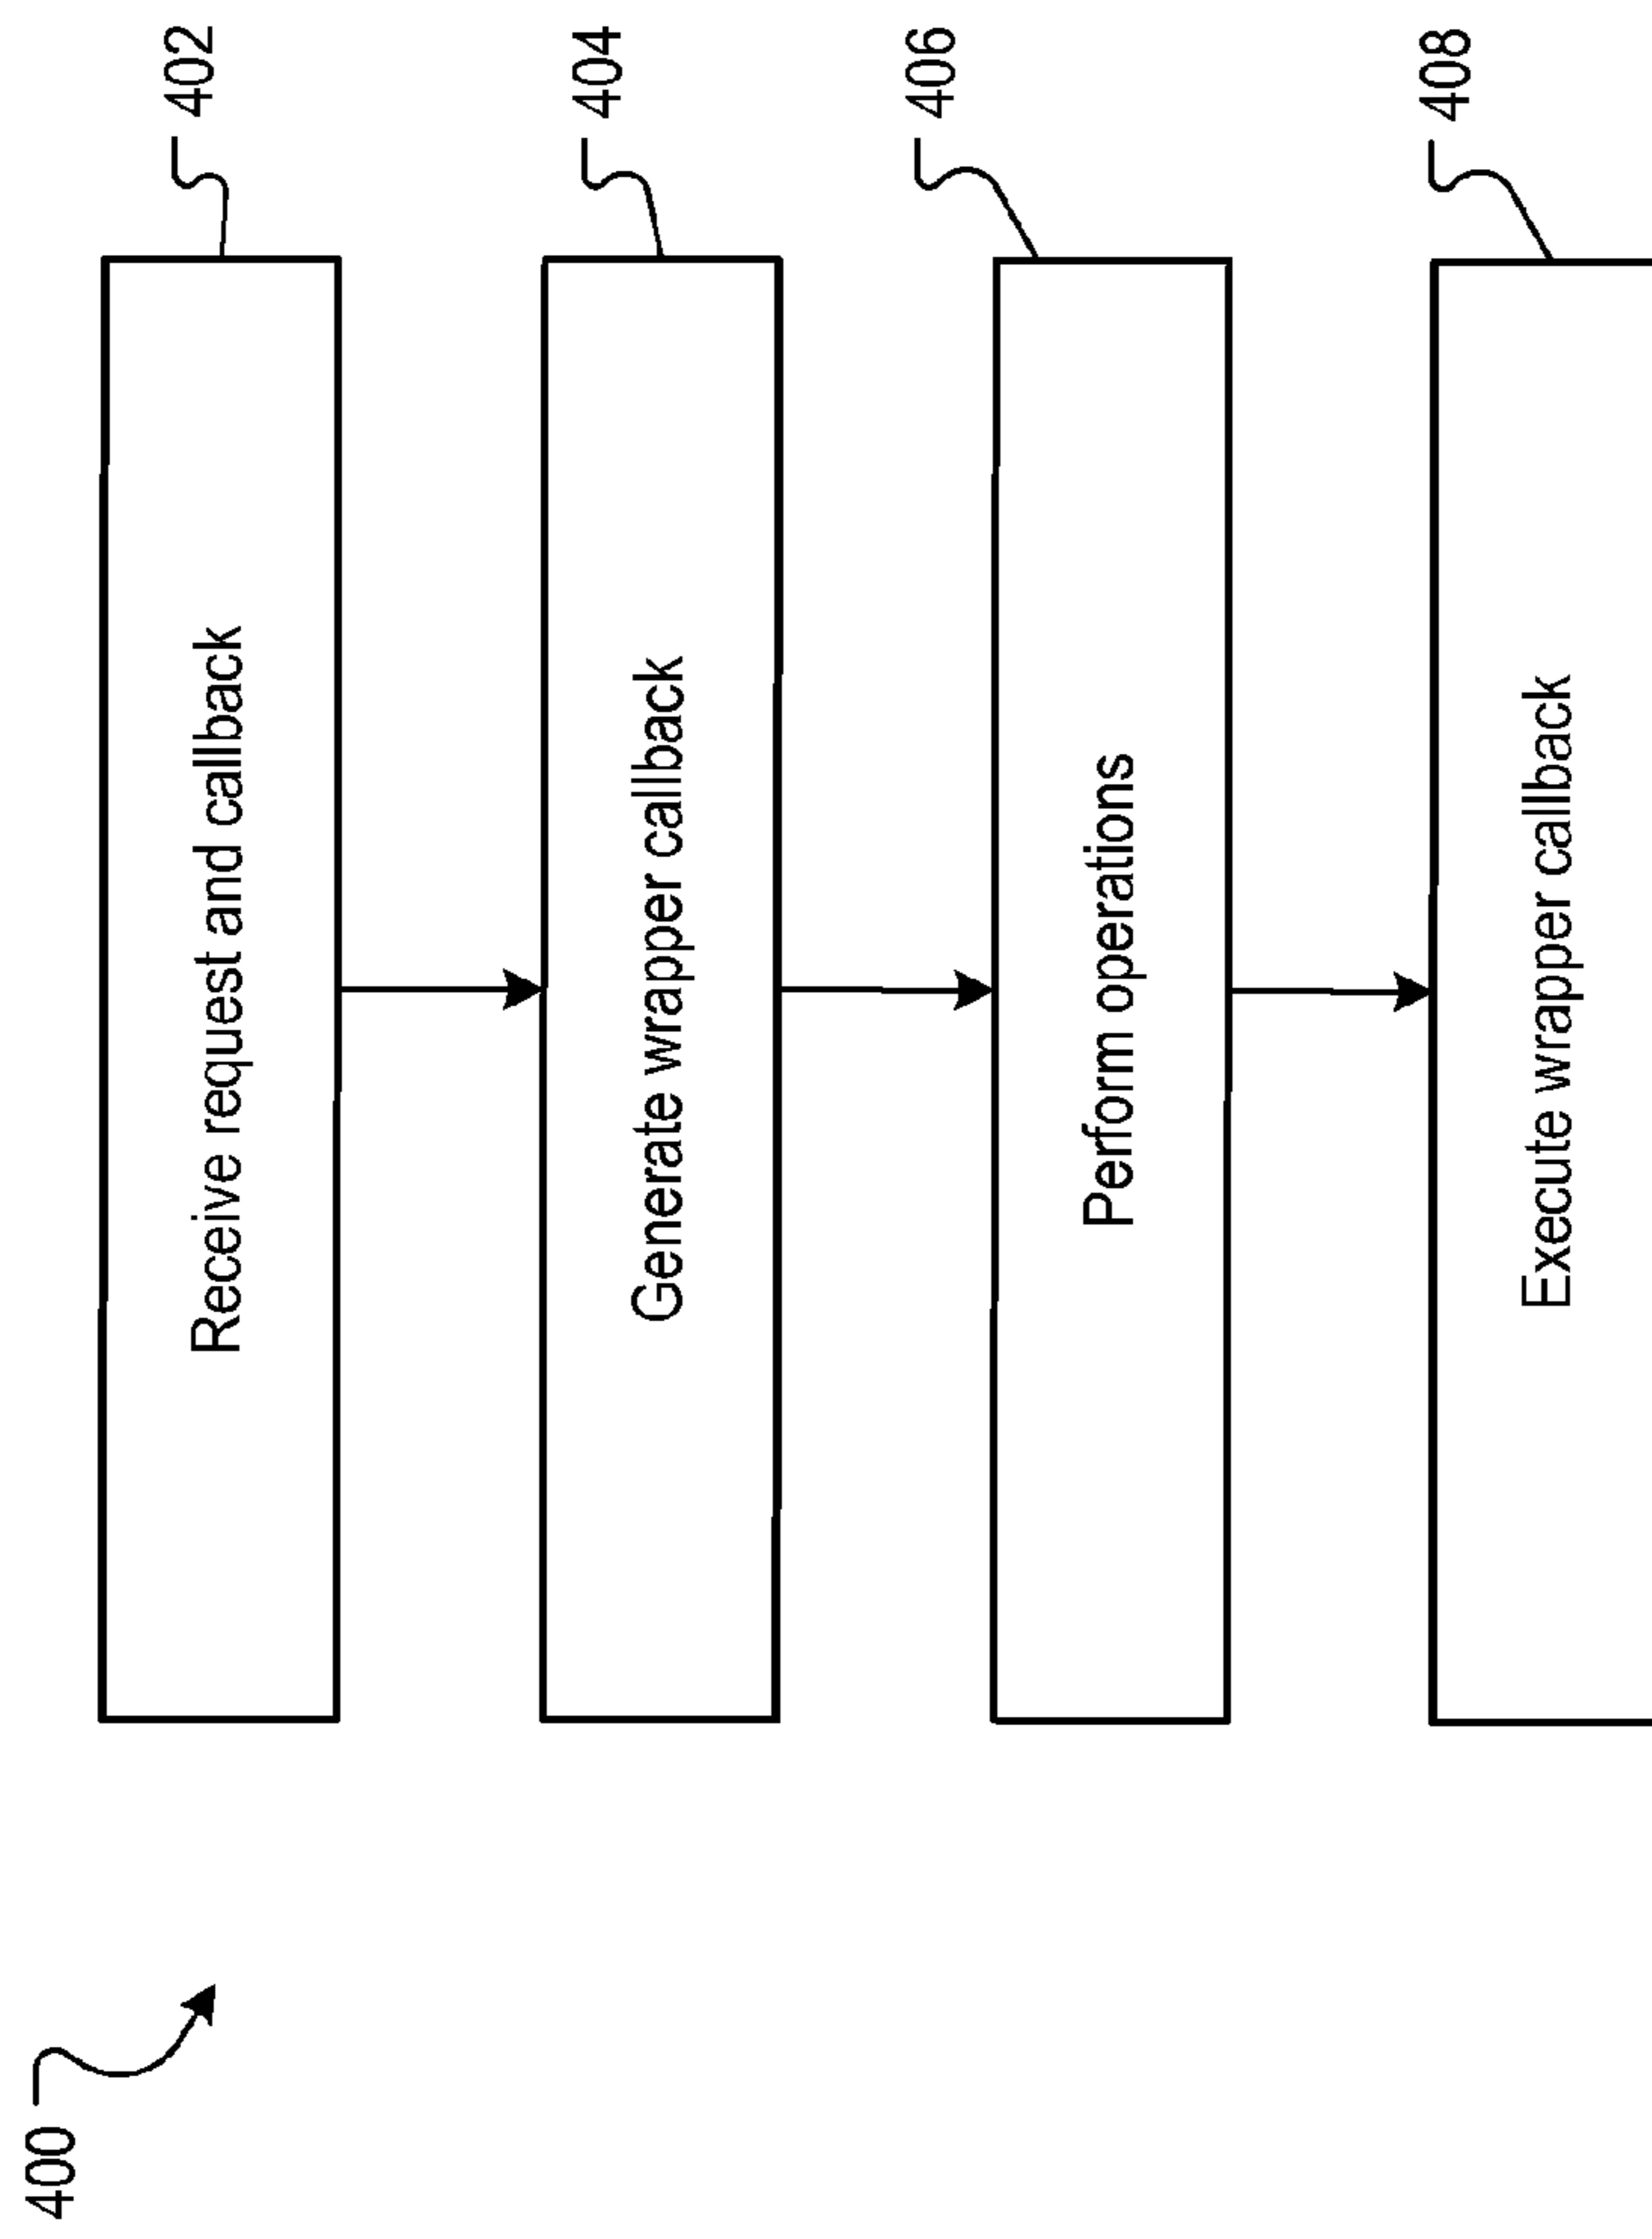 400
402
Receive request and callback
404
Generate wrapper callback
406
Perform operations
408
Execute wrapper callback